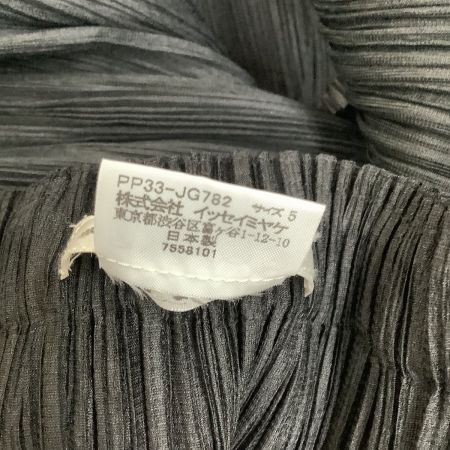 PP33-JG782 サイズ 5
株式会社 イッセイミヤケ
東京都渋谷区富ヶ谷1-12-10
日本製
7558101